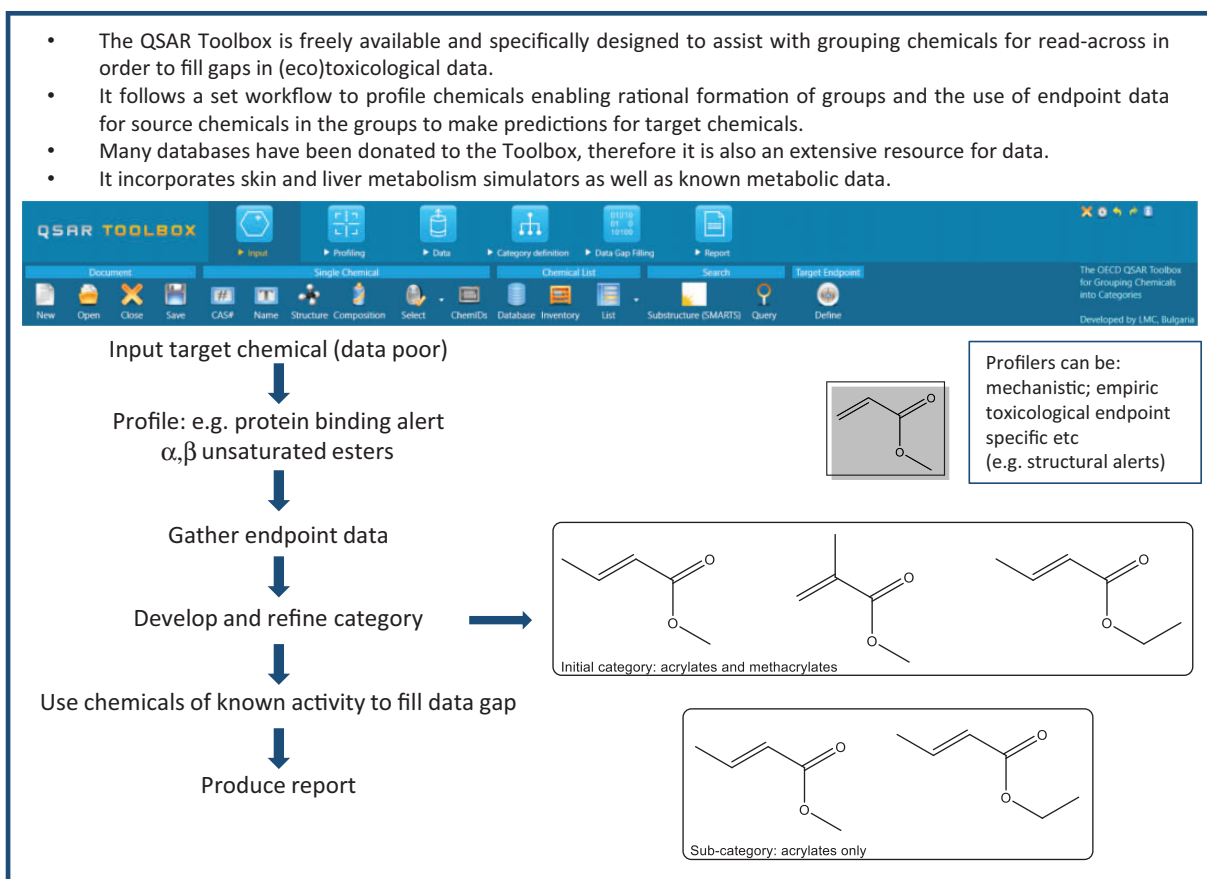 • The QSAR Toolbox is freely available and specifically designed to assist with grouping chemicals for read-across in
order to fill gaps in (eco)toxicological data.
• It follows a set workflow to profile chemicals enabling rational formation of groups and the use of endpoint data
for source chemicals in the groups to make predictions for target chemicals.
• Many databases have been donated to the Toolbox, therefore it is also an extensive resource for data.
• It incorporates skin and liver metabolism simulators as well as known metabolic data.
QSAR TOOLBOX
01010
01 0
10100
Input Profiling Data Category definition Data Gap Filling Report
Document Single Chemical Chemical List Search Target Endpoint
New Open Close Save CAS# Name Structure Composition Select ChemIDs Database Inventory List Substructure (SMARTS) Query Define
The OECD QSAR Toolbox
for Grouping Chemicals
into Categories
Developed by LMC, Bulgaria
Input target chemical (data poor)
Profile: e.g. protein binding alert
α,β unsaturated esters
Gather endpoint data
Develop and refine category
Use chemicals of known activity to fill data gap
Produce report
O
O
Profilers can be:
mechanistic; empiric
toxicological endpoint
specific etc
(e.g. structural alerts)
O O O
O O O
Initial category: acrylates and methacrylates
O O
O O
Sub-category: acrylates only